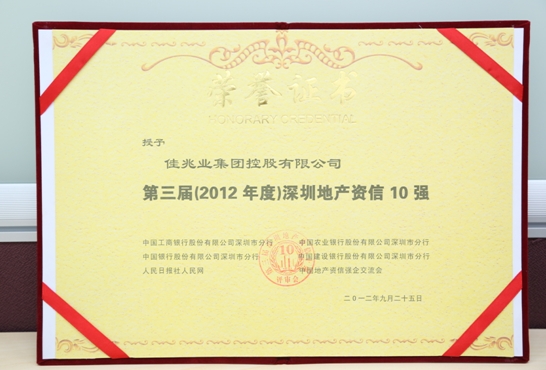 荣誉证书
HONORARY CREDENTIAL
授予
佳兆业集团控股有限公司
第三届(2012年度)深圳地产资信10强
中国工商银行股份有限公司深圳市分行 中国农业银行股份有限公司深圳市分行
中国银行股份有限公司深圳市分行 中国建设银行股份有限公司深圳市分行
人民日报社人民网 中国地产资信强企交流会
10
二〇一二年九月二十五日